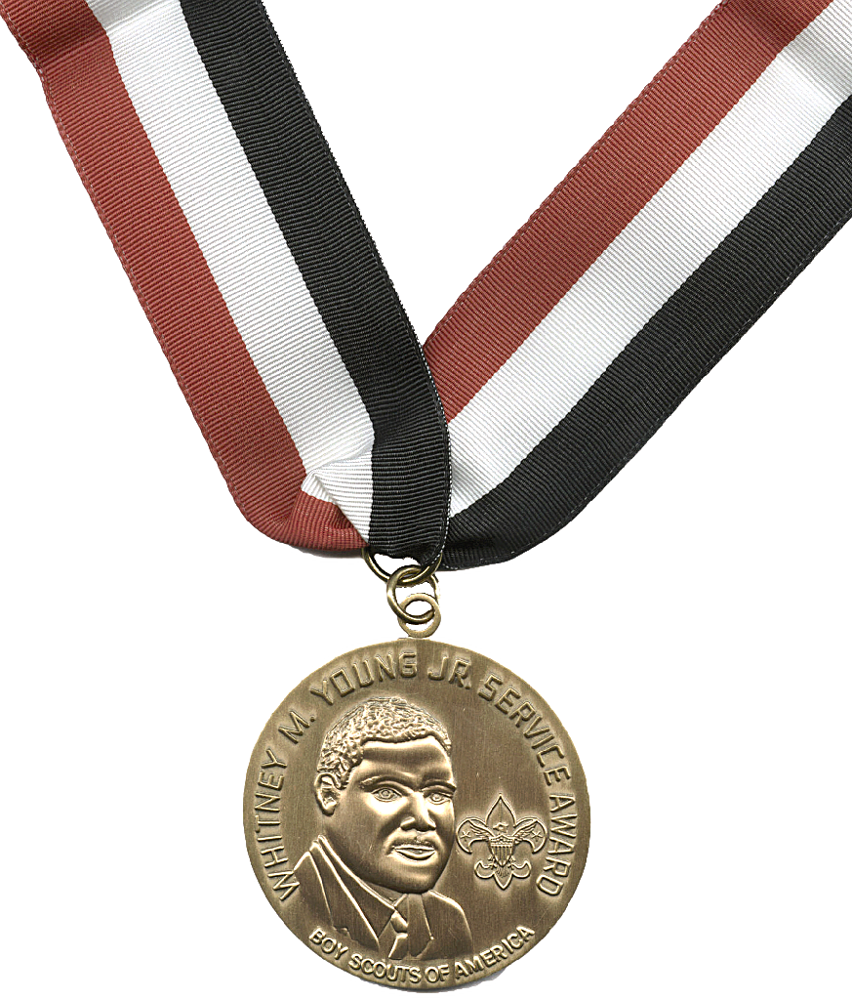 WHITNEY M. YOUNG JR. SERVICE AWARD
BOY SCOUTS OF AMERICA